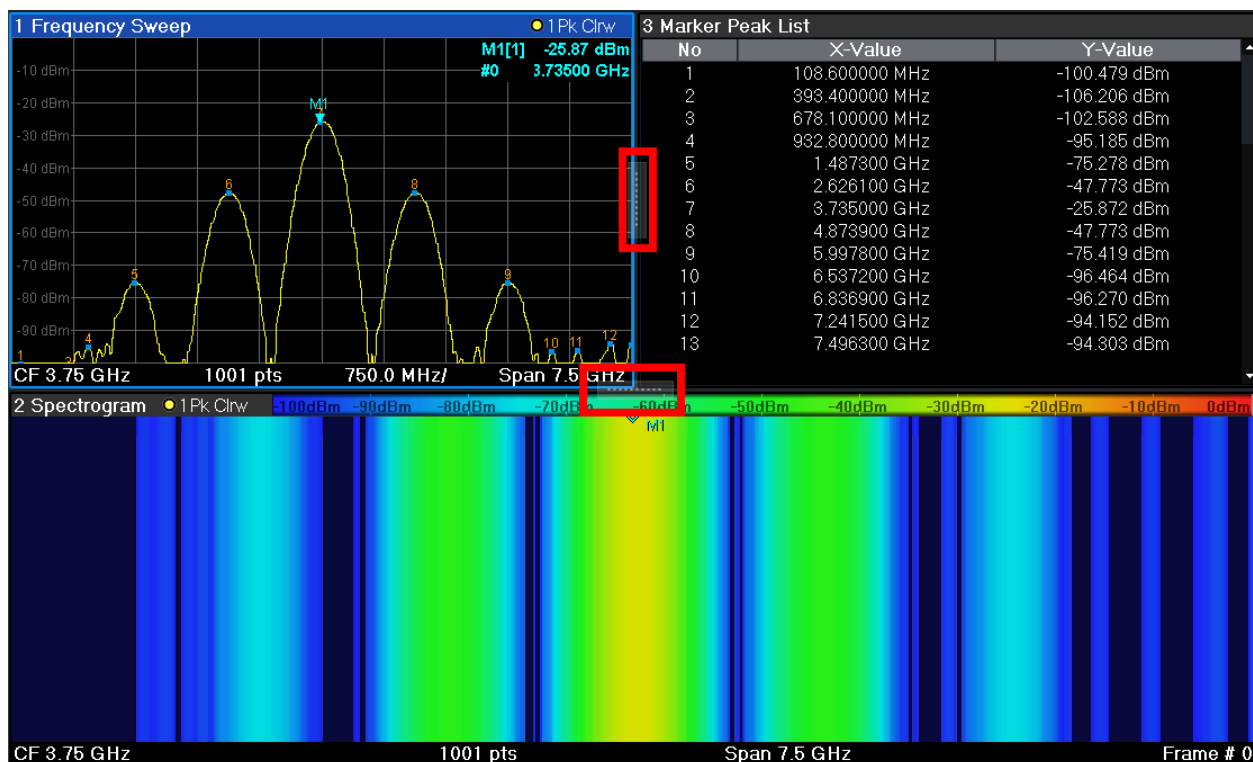 1 Frequency Sweep 1Pk Clrw
M1[1] -25.87 dBm
#0 3.73500 GHz
-10 dBm
-20 dBm
M1
-30 dBm
-40 dBm
6 8
-50 dBm
-60 dBm
-70 dBm
5 9
-80 dBm
-90 dBm
4 10 11 12
1
CF 3.75 GHz 1001 pts 750.0 MHz/ Span 7.5 GHz
3 Marker Peak List
No X-Value Y-Value
1 108.600000 MHz -100.479 dBm
2 393.400000 MHz -106.206 dBm
3 678.100000 MHz -102.588 dBm
4 932.800000 MHz -95.185 dBm
5 1.487300 GHz -75.278 dBm
6 2.626100 GHz -47.773 dBm
7 3.735000 GHz -25.872 dBm
8 4.873900 GHz -47.773 dBm
9 5.997800 GHz -75.419 dBm
10 6.537200 GHz -96.464 dBm
11 6.836900 GHz -96.270 dBm
12 7.241500 GHz -94.152 dBm
13 7.496300 GHz -94.303 dBm
2 Spectrogram 1Pk Clrw -100dBm -90dBm -80dBm -70dBm -60dBm -50dBm -40dBm -30dBm -20dBm -10dBm 0dBm
M1
CF 3.75 GHz 1001 pts Span 7.5 GHz Frame # 0